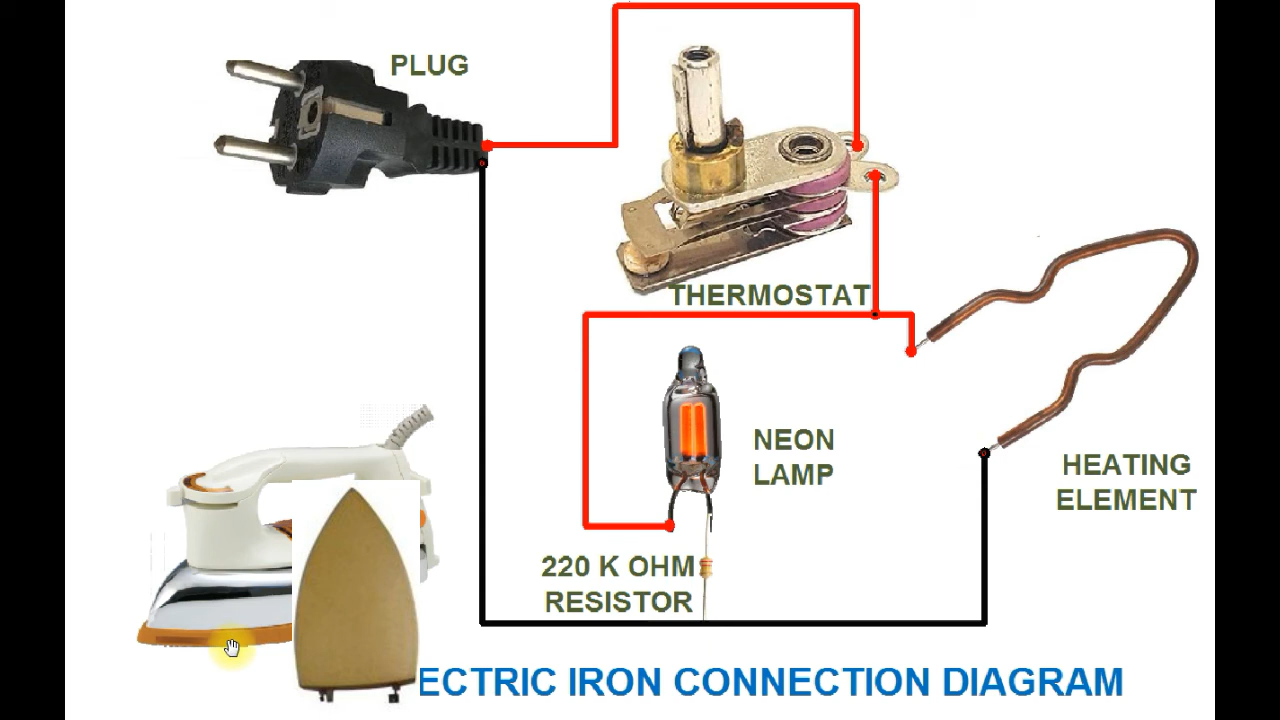 PLUG
THERMOSTAT
NEON
LAMP
HEATING
ELEMENT
220 K OHM
RESISTOR
ECTRIC IRON CONNECTION DIAGRAM